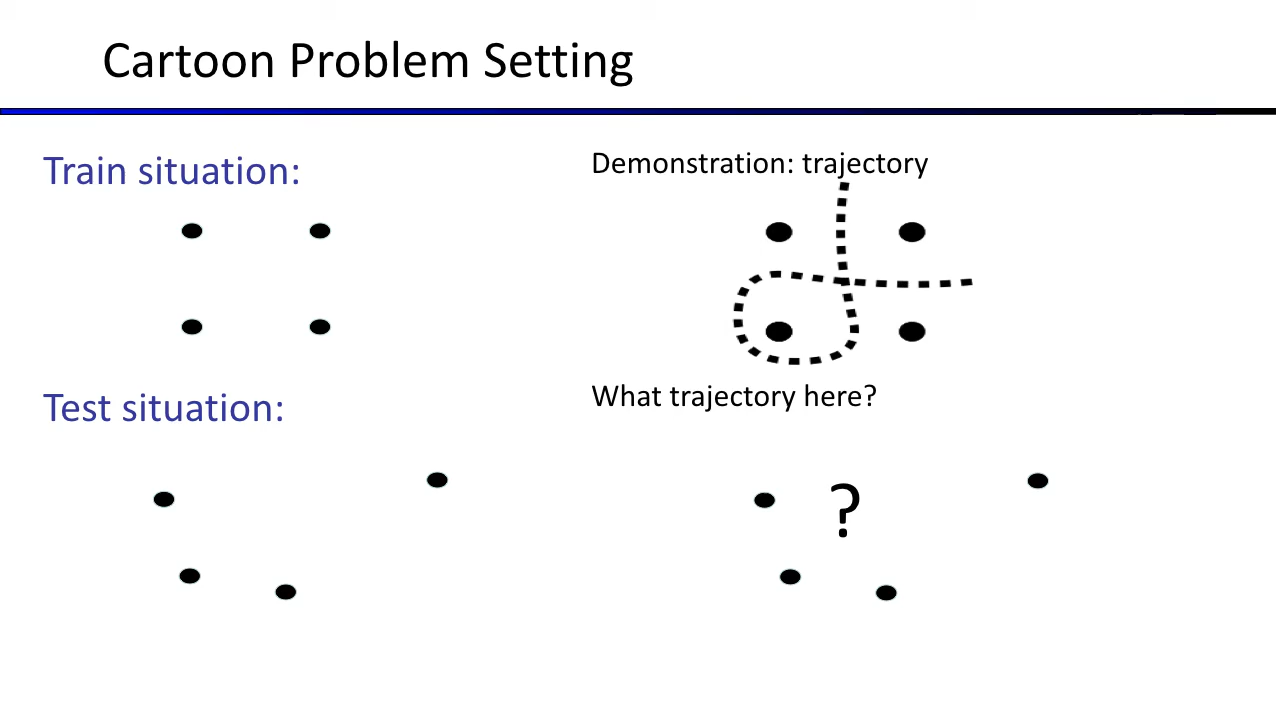 Cartoon Problem Setting
Train situation:
Demonstration: trajectory
Test situation:
What trajectory here?
?